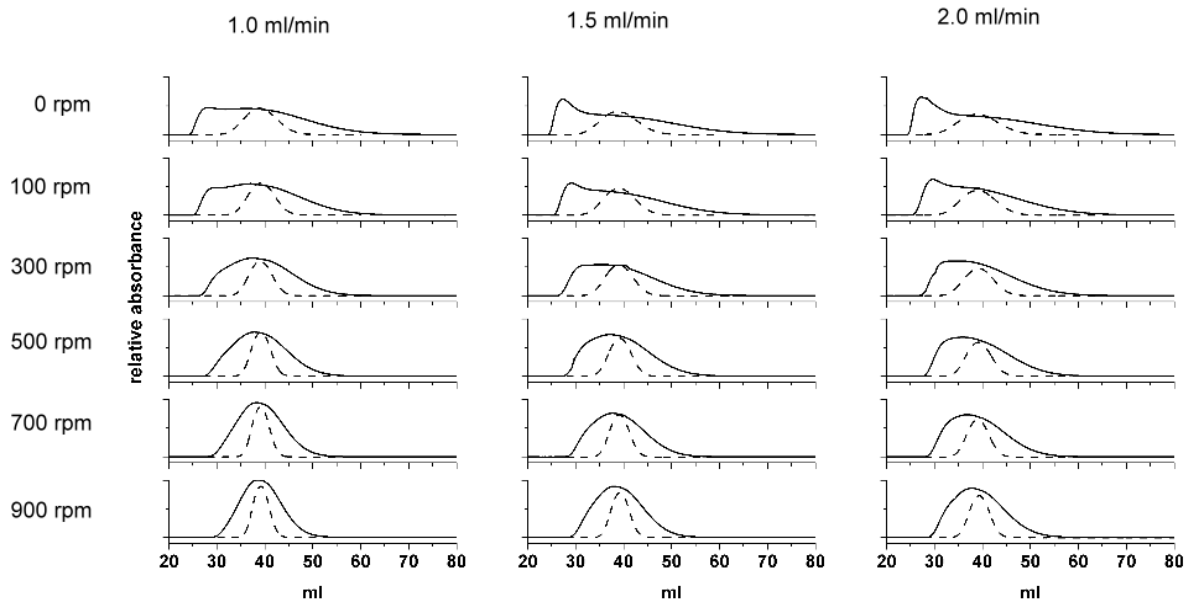 1.0 ml/min 1.5 ml/min 2.0 ml/min
0 rpm
100 rpm
300 rpm
500 rpm
700 rpm
900 rpm
relative absorbance
20 30 40 50 60 70 80 20 30 40 50 60 70 80 20 30 40 50 60 70 80
ml ml ml